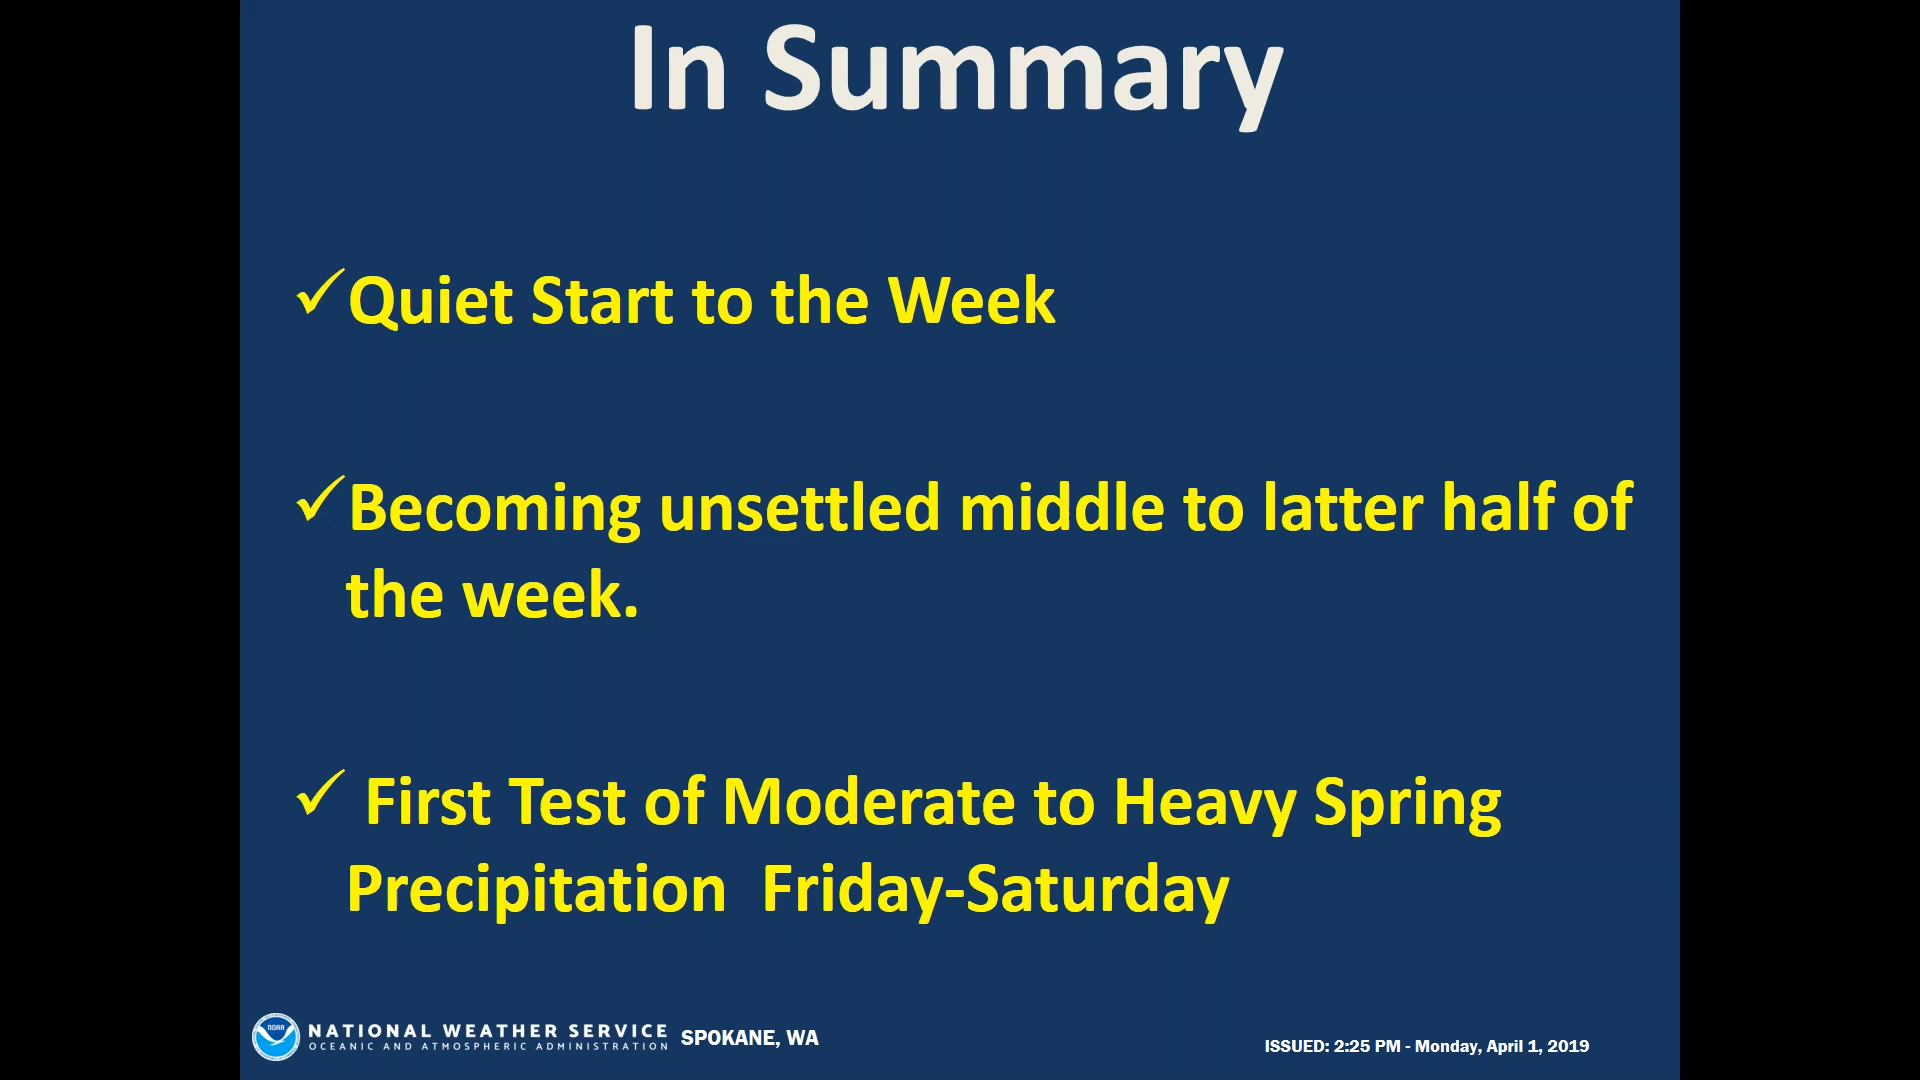 In Summary
✓Quiet Start to the Week
✓Becoming unsettled middle to latter half of
the week.
✓ First Test of Moderate to Heavy Spring
Precipitation  Friday-Saturday
NOAA
NATIONAL WEATHER SERVICE
OCEANIC AND ATMOSPHERIC ADMINISTRATION
SPOKANE, WA
ISSUED: 2:25 PM - Monday, April 1, 2019